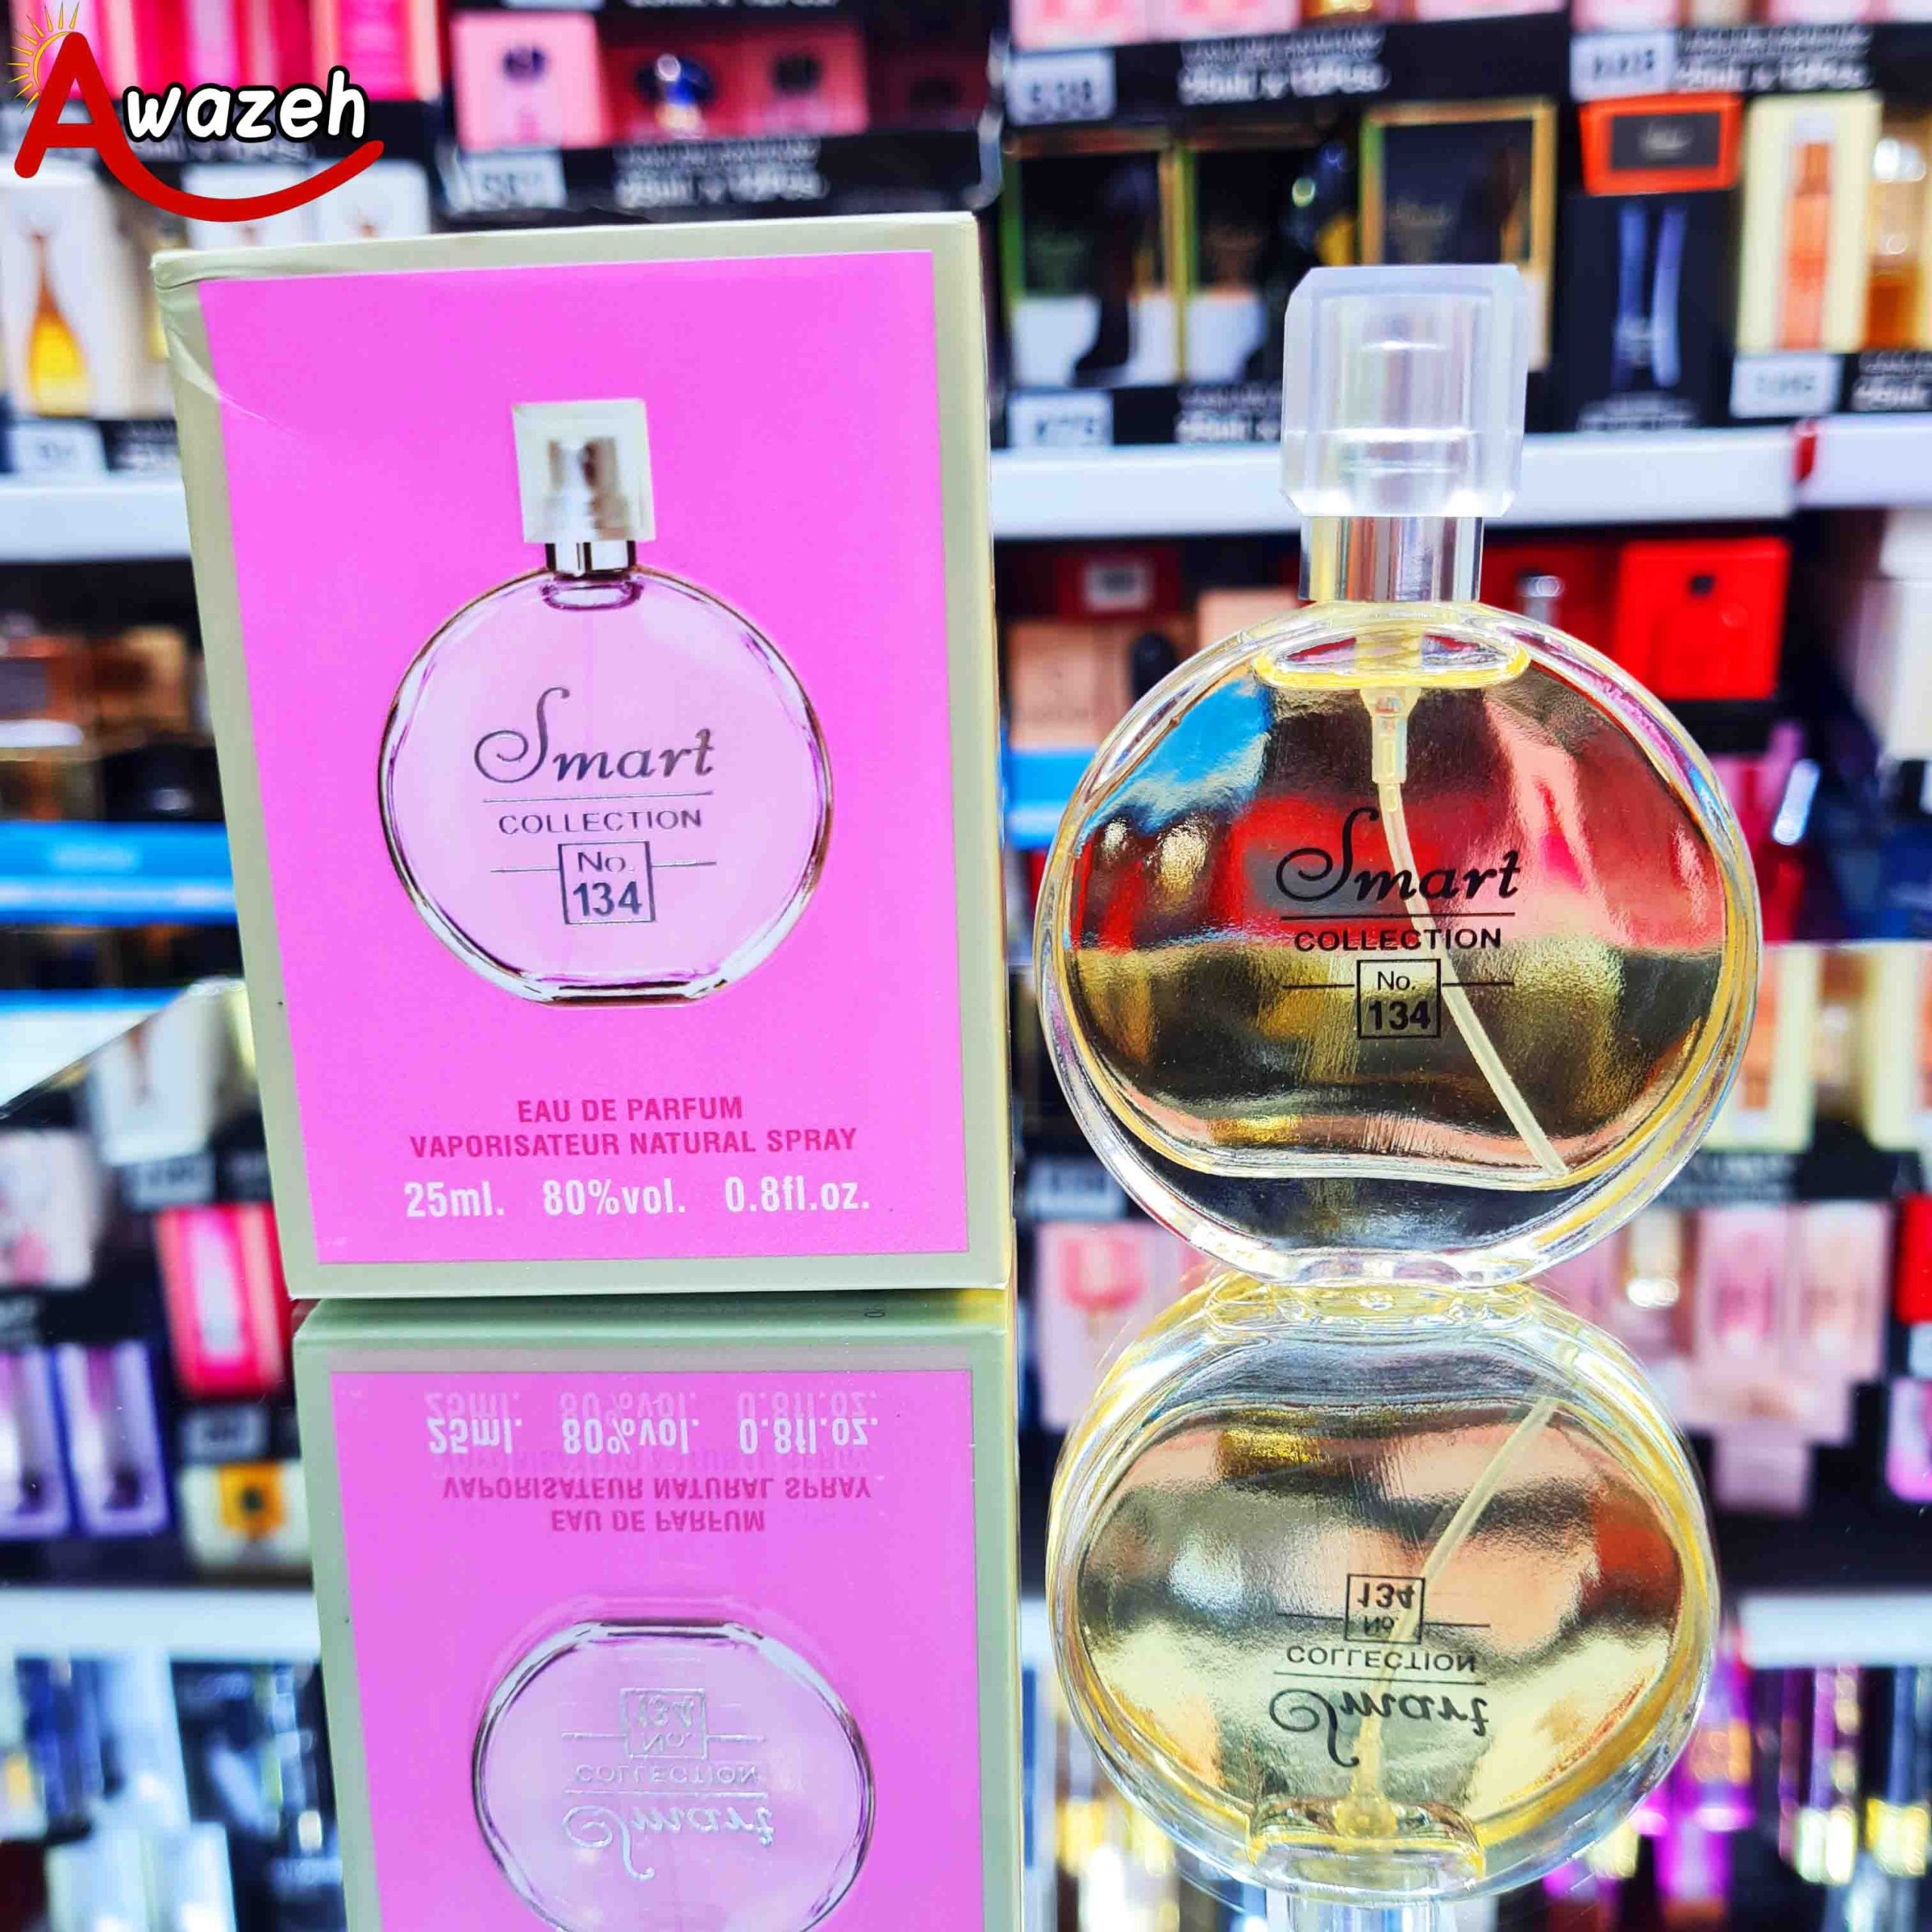 Awazeh
Smart
COLLECTION
No.
134
EAU DE PARFUM
VAPORISATEUR NATURAL SPRAY
25ml. 80%vol. 0.8fl.oz.
Smart
COLLECTION
No.
134